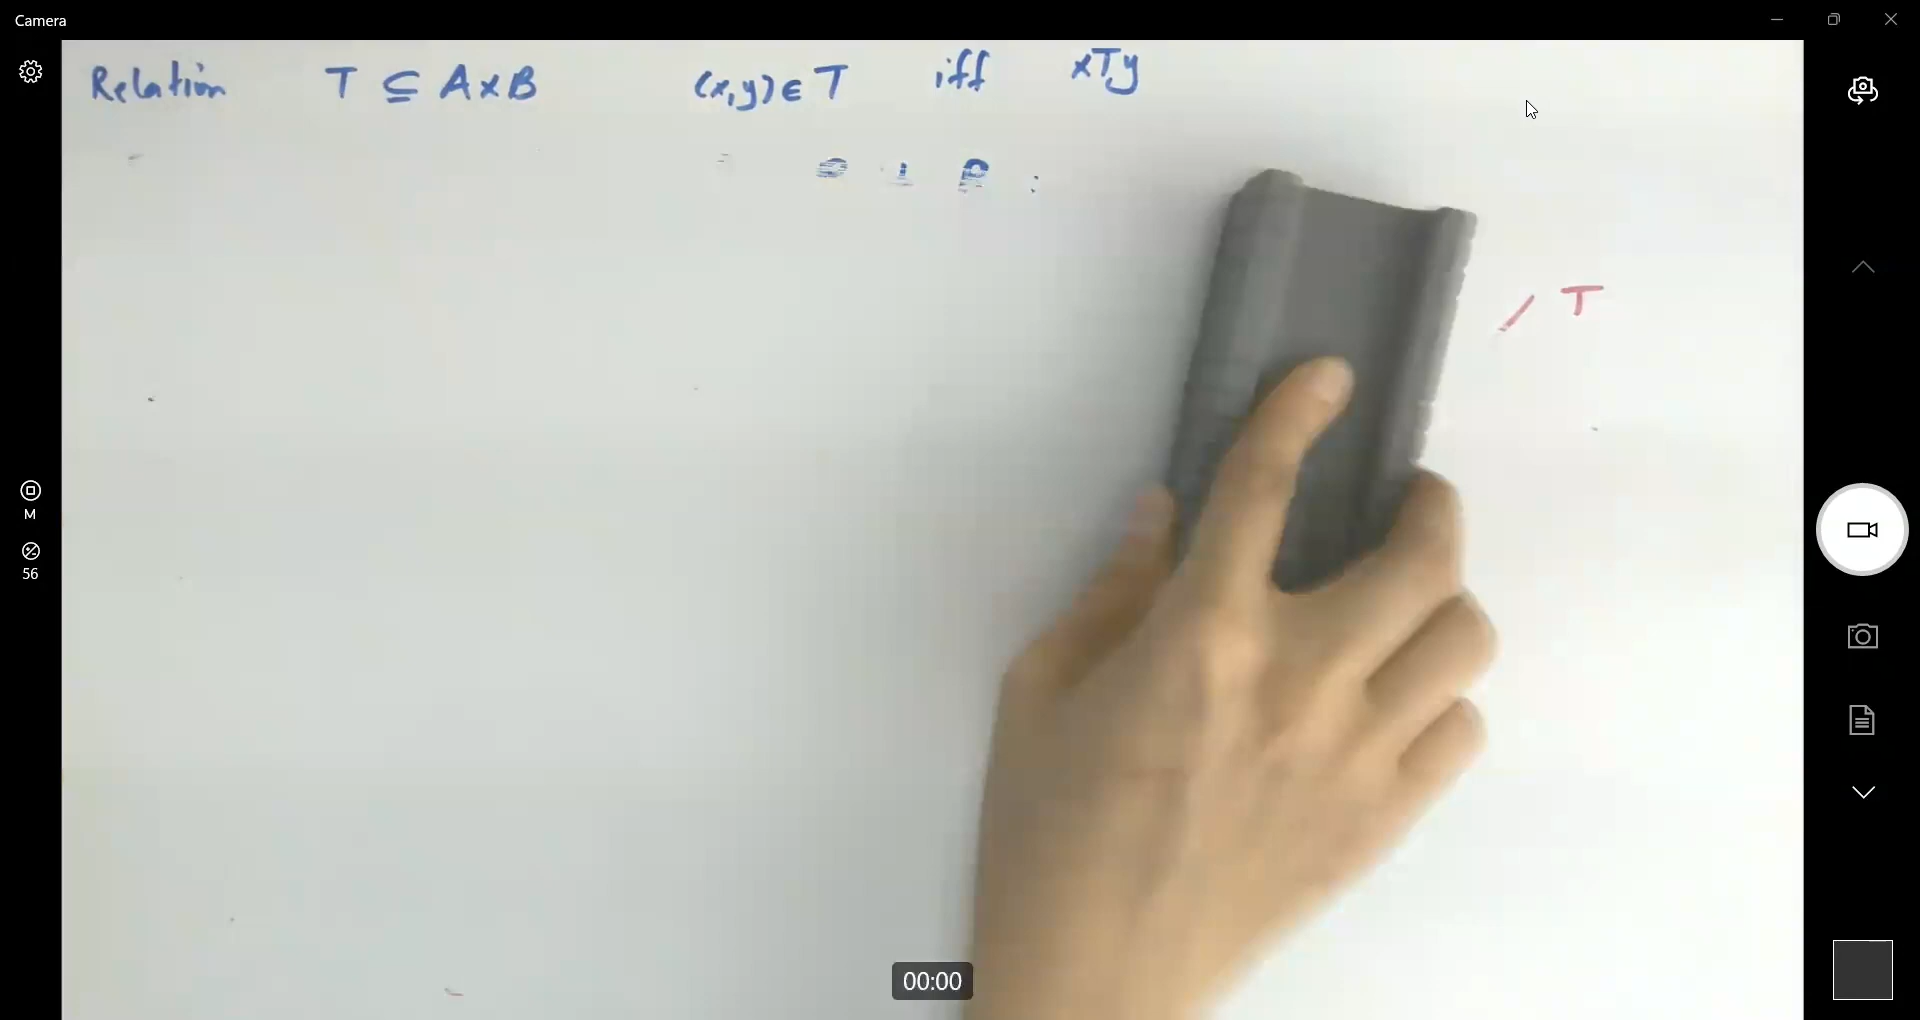 Camera
Relation T ⊆ A×B (x,y)∈T iff xTy
T
M
56
00:00